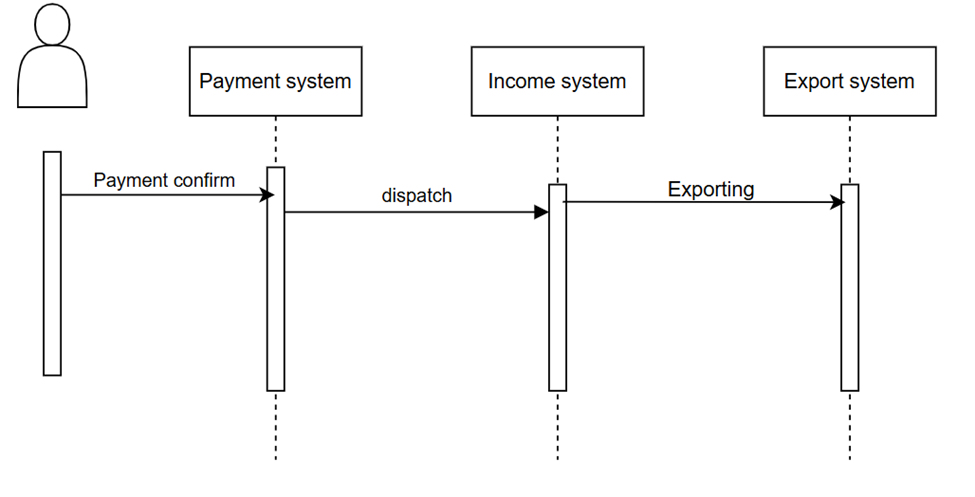 Payment system
Income system
Export system
Payment confirm
dispatch
Exporting